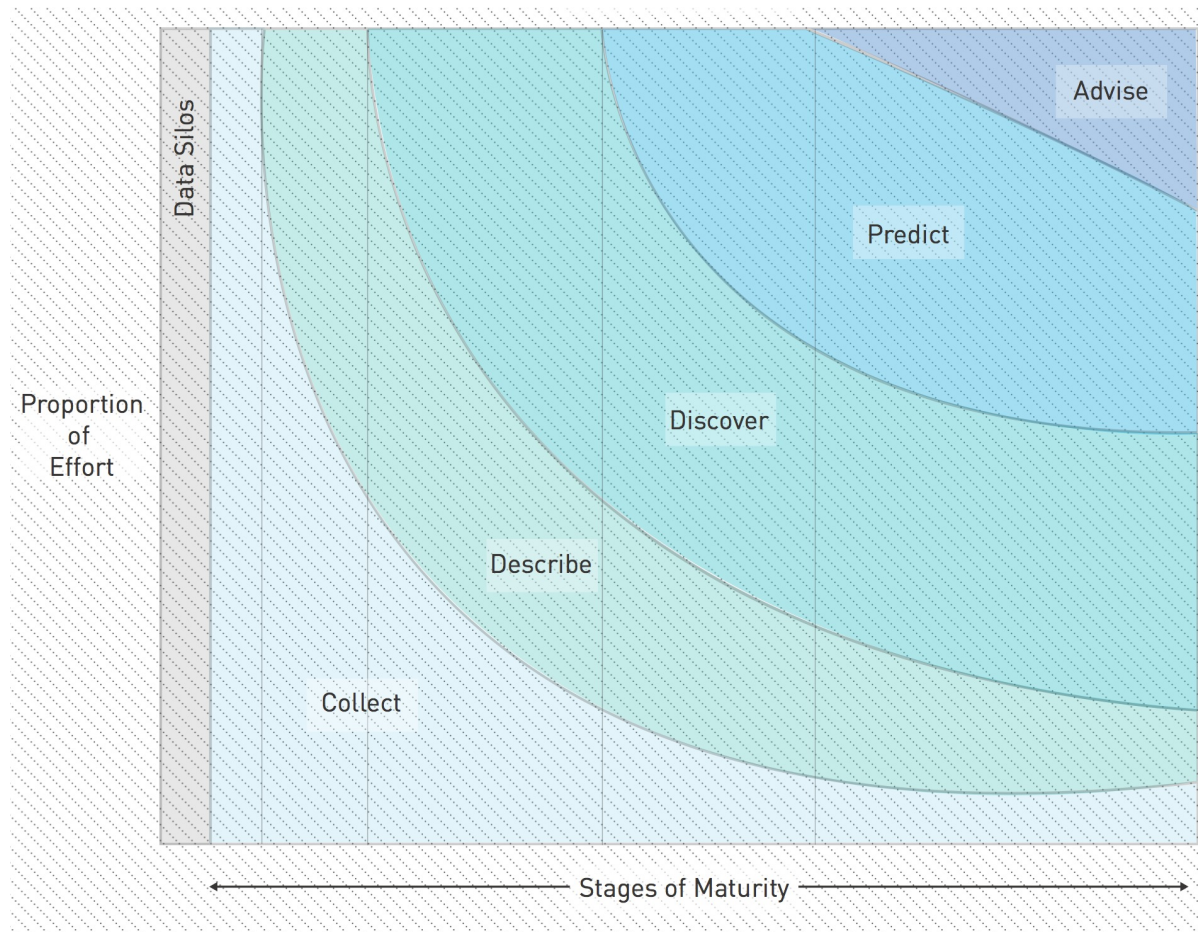 Data Silos
Advise
Predict
Proportion
of
Effort
Discover
Describe
Collect
Stages of Maturity